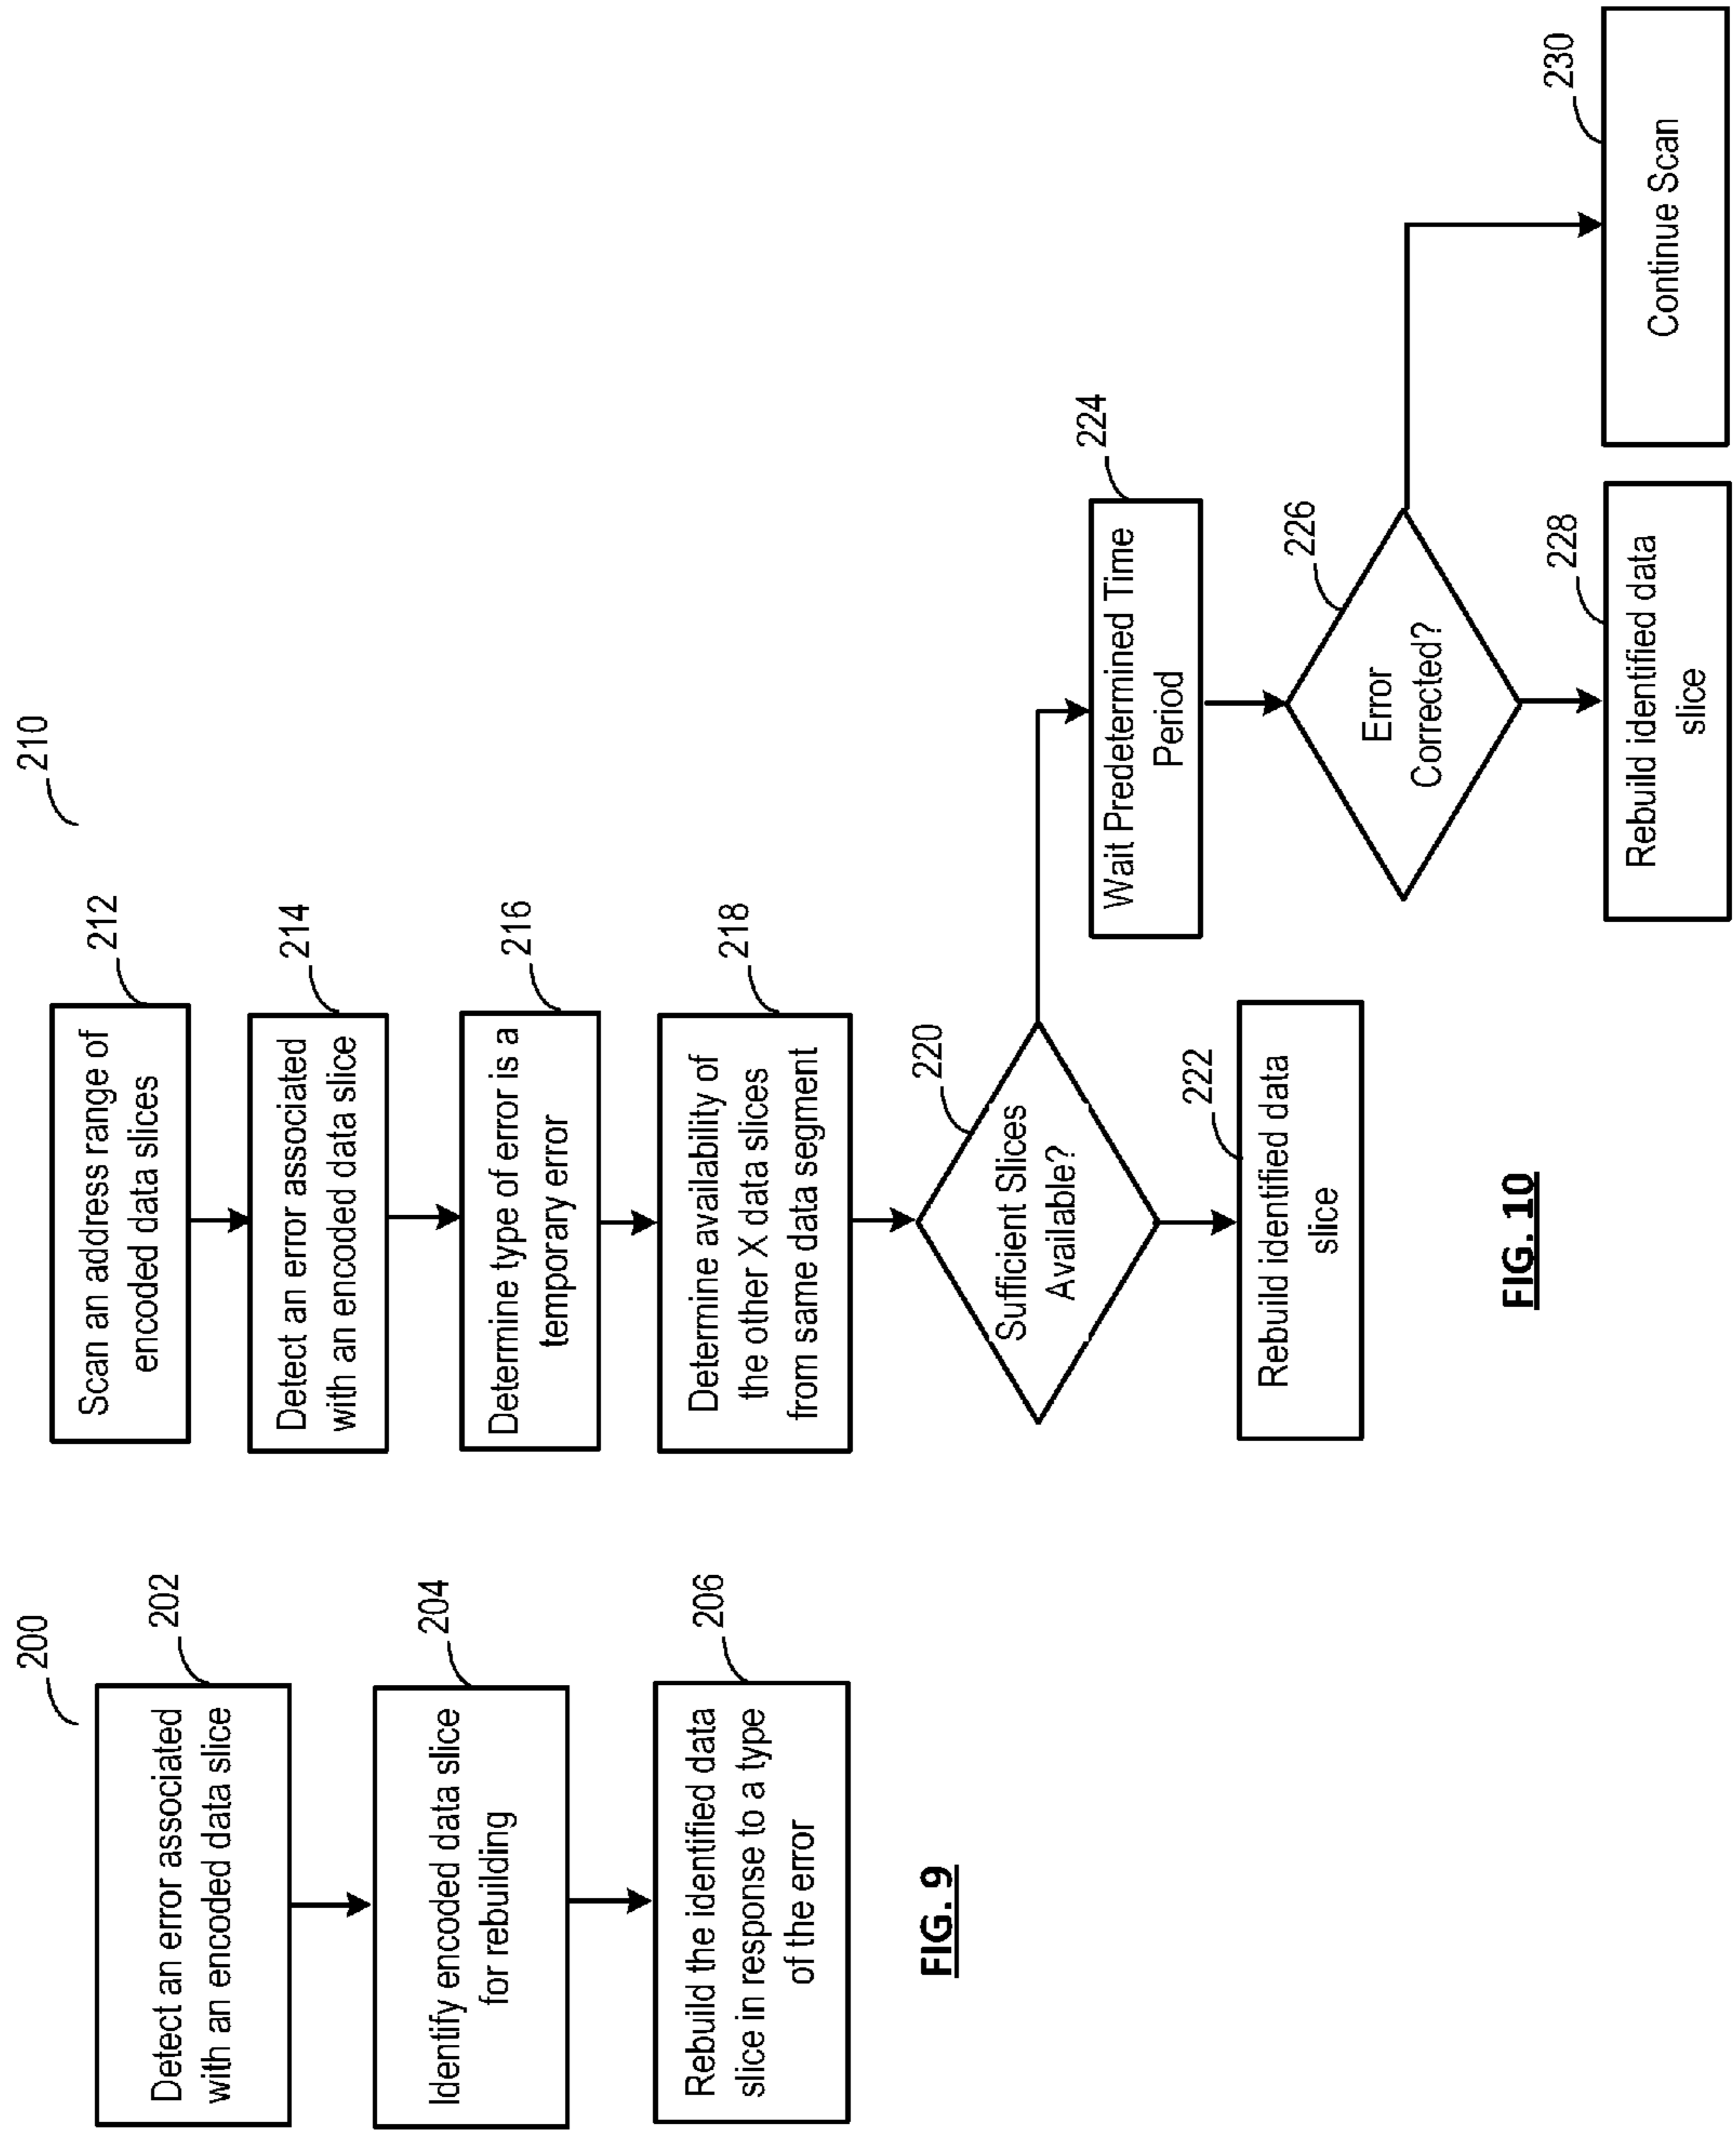 200
202
Detect an error associated
with an encoded data slice
204
Identify encoded data slice
for rebuilding
206
Rebuild the identified data
slice in response to a type
of the error
FIG. 9
210
212
Scan an address range of
encoded data slices
214
Detect an error associated
with an encoded data slice
216
Determine type of error is a
temporary error
218
Determine availability of
the other X data slices
from same data segment
220
Sufficient Slices
Available?
222
Rebuild identified data
slice
224
Wait Predetermined Time
Period
226
Error
Corrected?
228
Rebuild identified data
slice
230
Continue Scan
FIG. 10